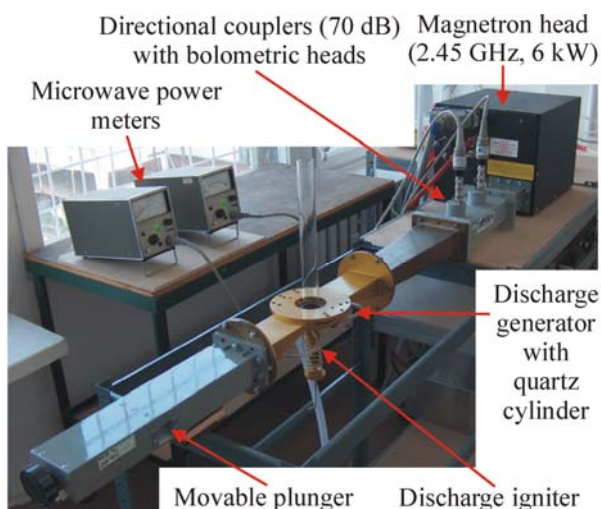 Directional couplers (70 dB)
with bolometric heads
Magnetron head
(2.45 GHz, 6 kW)
Microwave power
meters
Discharge
generator
with
quartz
cylinder
Movable plunger
Discharge igniter